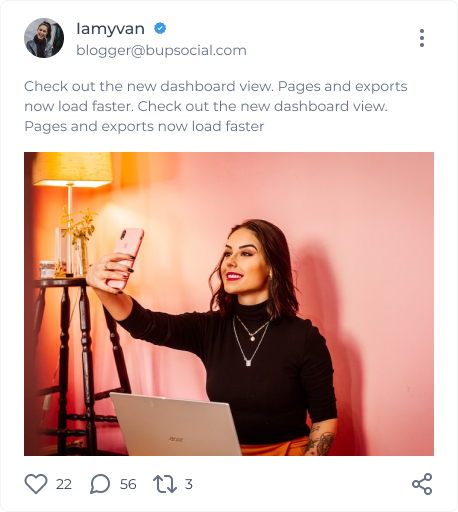 Iamyvan
blogger@bupsocial.com
Check out the new dashboard view. Pages and exports
now load faster. Check out the new dashboard view.
Pages and exports now load faster
acer
22 56 3